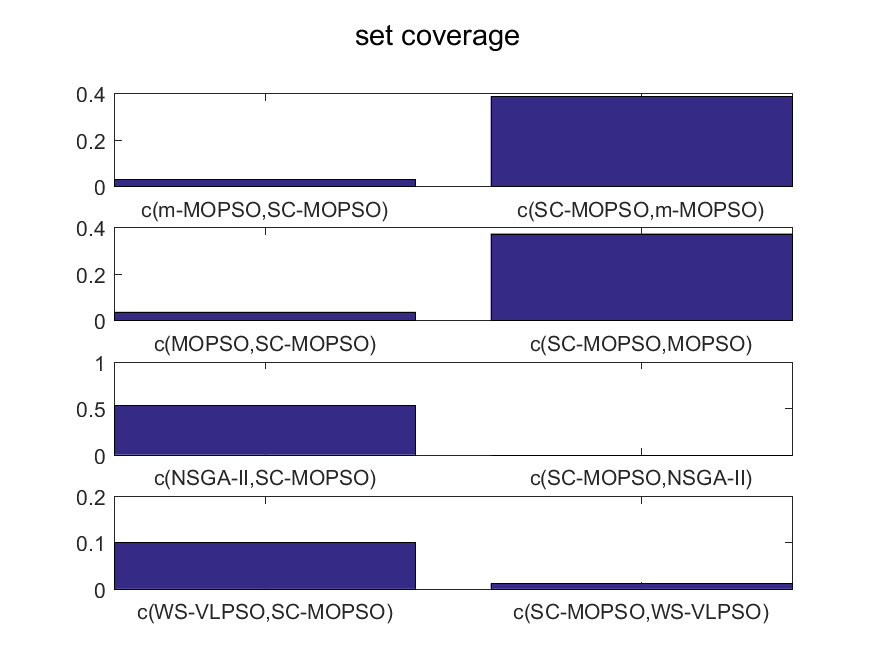 set coverage
0.4
0.2
0
c(m-MOPSO,SC-MOPSO) c(SC-MOPSO,m-MOPSO)
0.4
0.2
0
c(MOPSO,SC-MOPSO) c(SC-MOPSO,MOPSO)
1
0.5
0
c(NSGA-II,SC-MOPSO) c(SC-MOPSO,NSGA-II)
0.2
0.1
0
c(WS-VLPSO,SC-MOPSO) c(SC-MOPSO,WS-VLPSO)